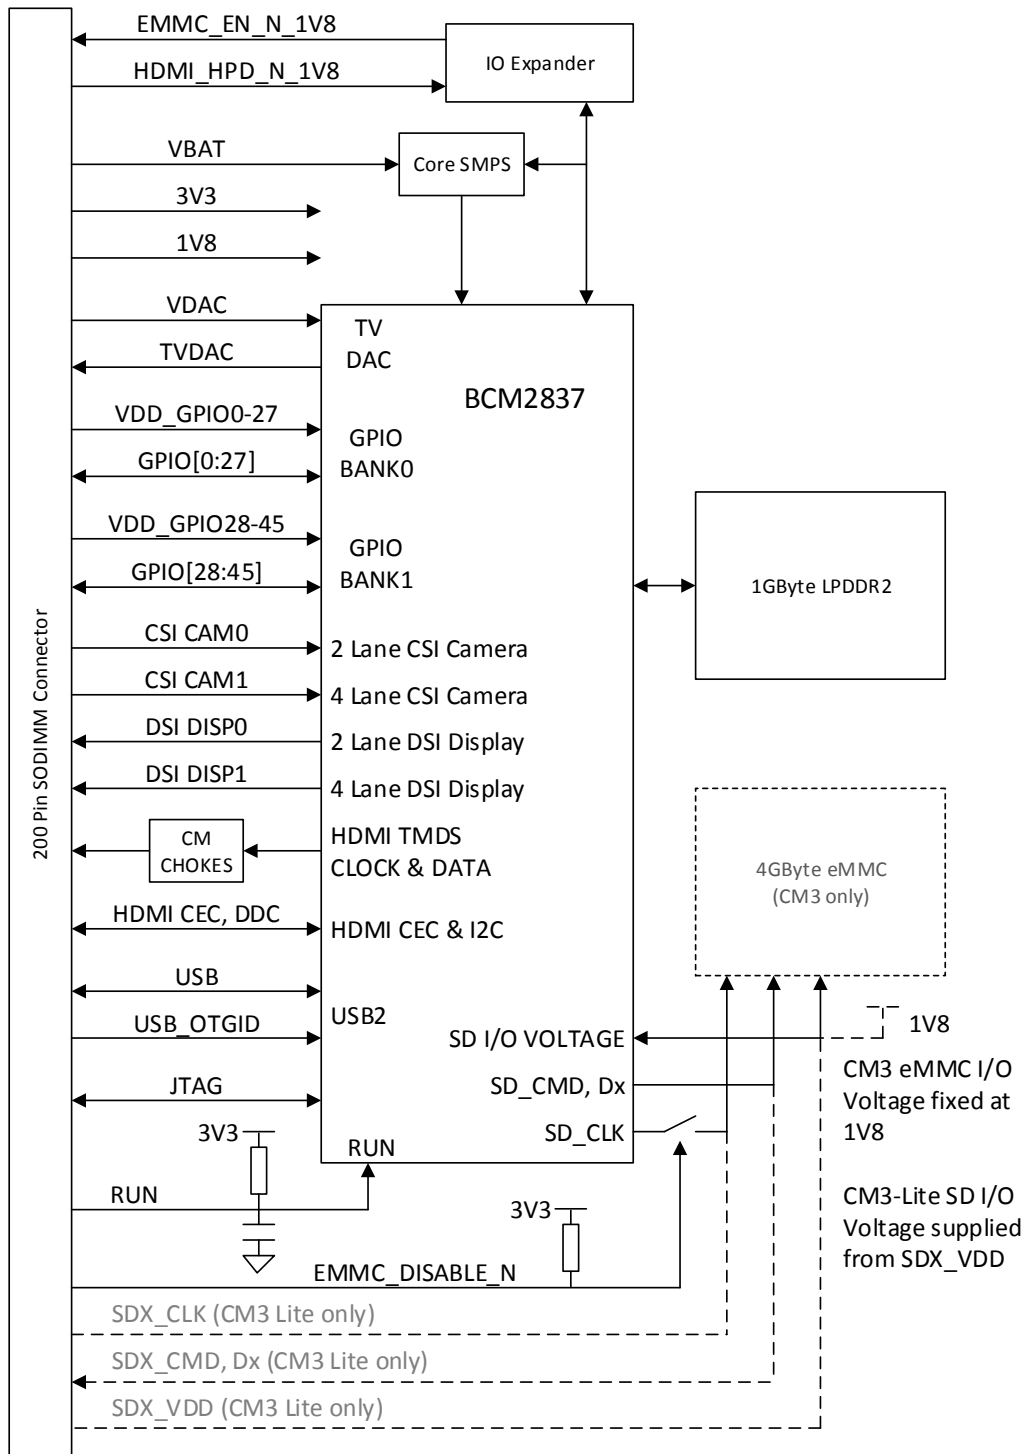 EMMC_EN_N_1V8
HDMI_HPD_N_1V8
IO Expander
VBAT
Core SMPS
3V3
1V8
VDAC
TVDAC
TV
DAC
BCM2837
VDD_GPIO0-27
GPIO[0:27]
GPIO
BANK0
VDD_GPIO28-45
GPIO[28:45]
GPIO
BANK1
1GByte LPDDR2
200 Pin SODIMM Connector
CSI CAM0
2 Lane CSI Camera
CSI CAM1
4 Lane CSI Camera
DSI DISP0
2 Lane DSI Display
DSI DISP1
4 Lane DSI Display
CM
CHOKES
HDMI TMDS
CLOCK & DATA
4GByte eMMC
(CM3 only)
HDMI CEC, DDC
HDMI CEC & I2C
USB
USB_OTGID
USB2
SD I/O VOLTAGE
1V8
SD_CMD, Dx
CM3 eMMC I/O
Voltage fixed at
1V8
JTAG
SD_CLK
3V3
RUN
RUN
3V3
CM3-Lite SD I/O
Voltage supplied
from SDX_VDD
EMMC_DISABLE_N
SDX_CLK (CM3 Lite only)
SDX_CMD, Dx (CM3 Lite only)
SDX_VDD (CM3 Lite only)